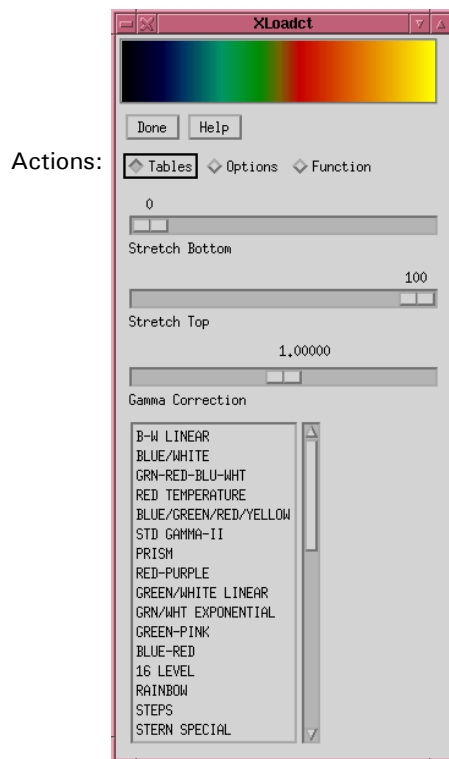 XLoadct
Done Help
Actions: Tables Options Function
0
Stretch Bottom
100
Stretch Top
1.00000
Gamma Correction
B-W LINEAR
BLUE/WHITE
GRN-RED-BLU-WHT
RED TEMPERATURE
BLUE/GREEN/RED/YELLOW
STD GAMMA-II
PRISM
RED-PURPLE
GREEN/WHITE LINEAR
GRN/WHT EXPONENTIAL
GREEN-PINK
BLUE-RED
16 LEVEL
RAINBOW
STEPS
STERN SPECIAL